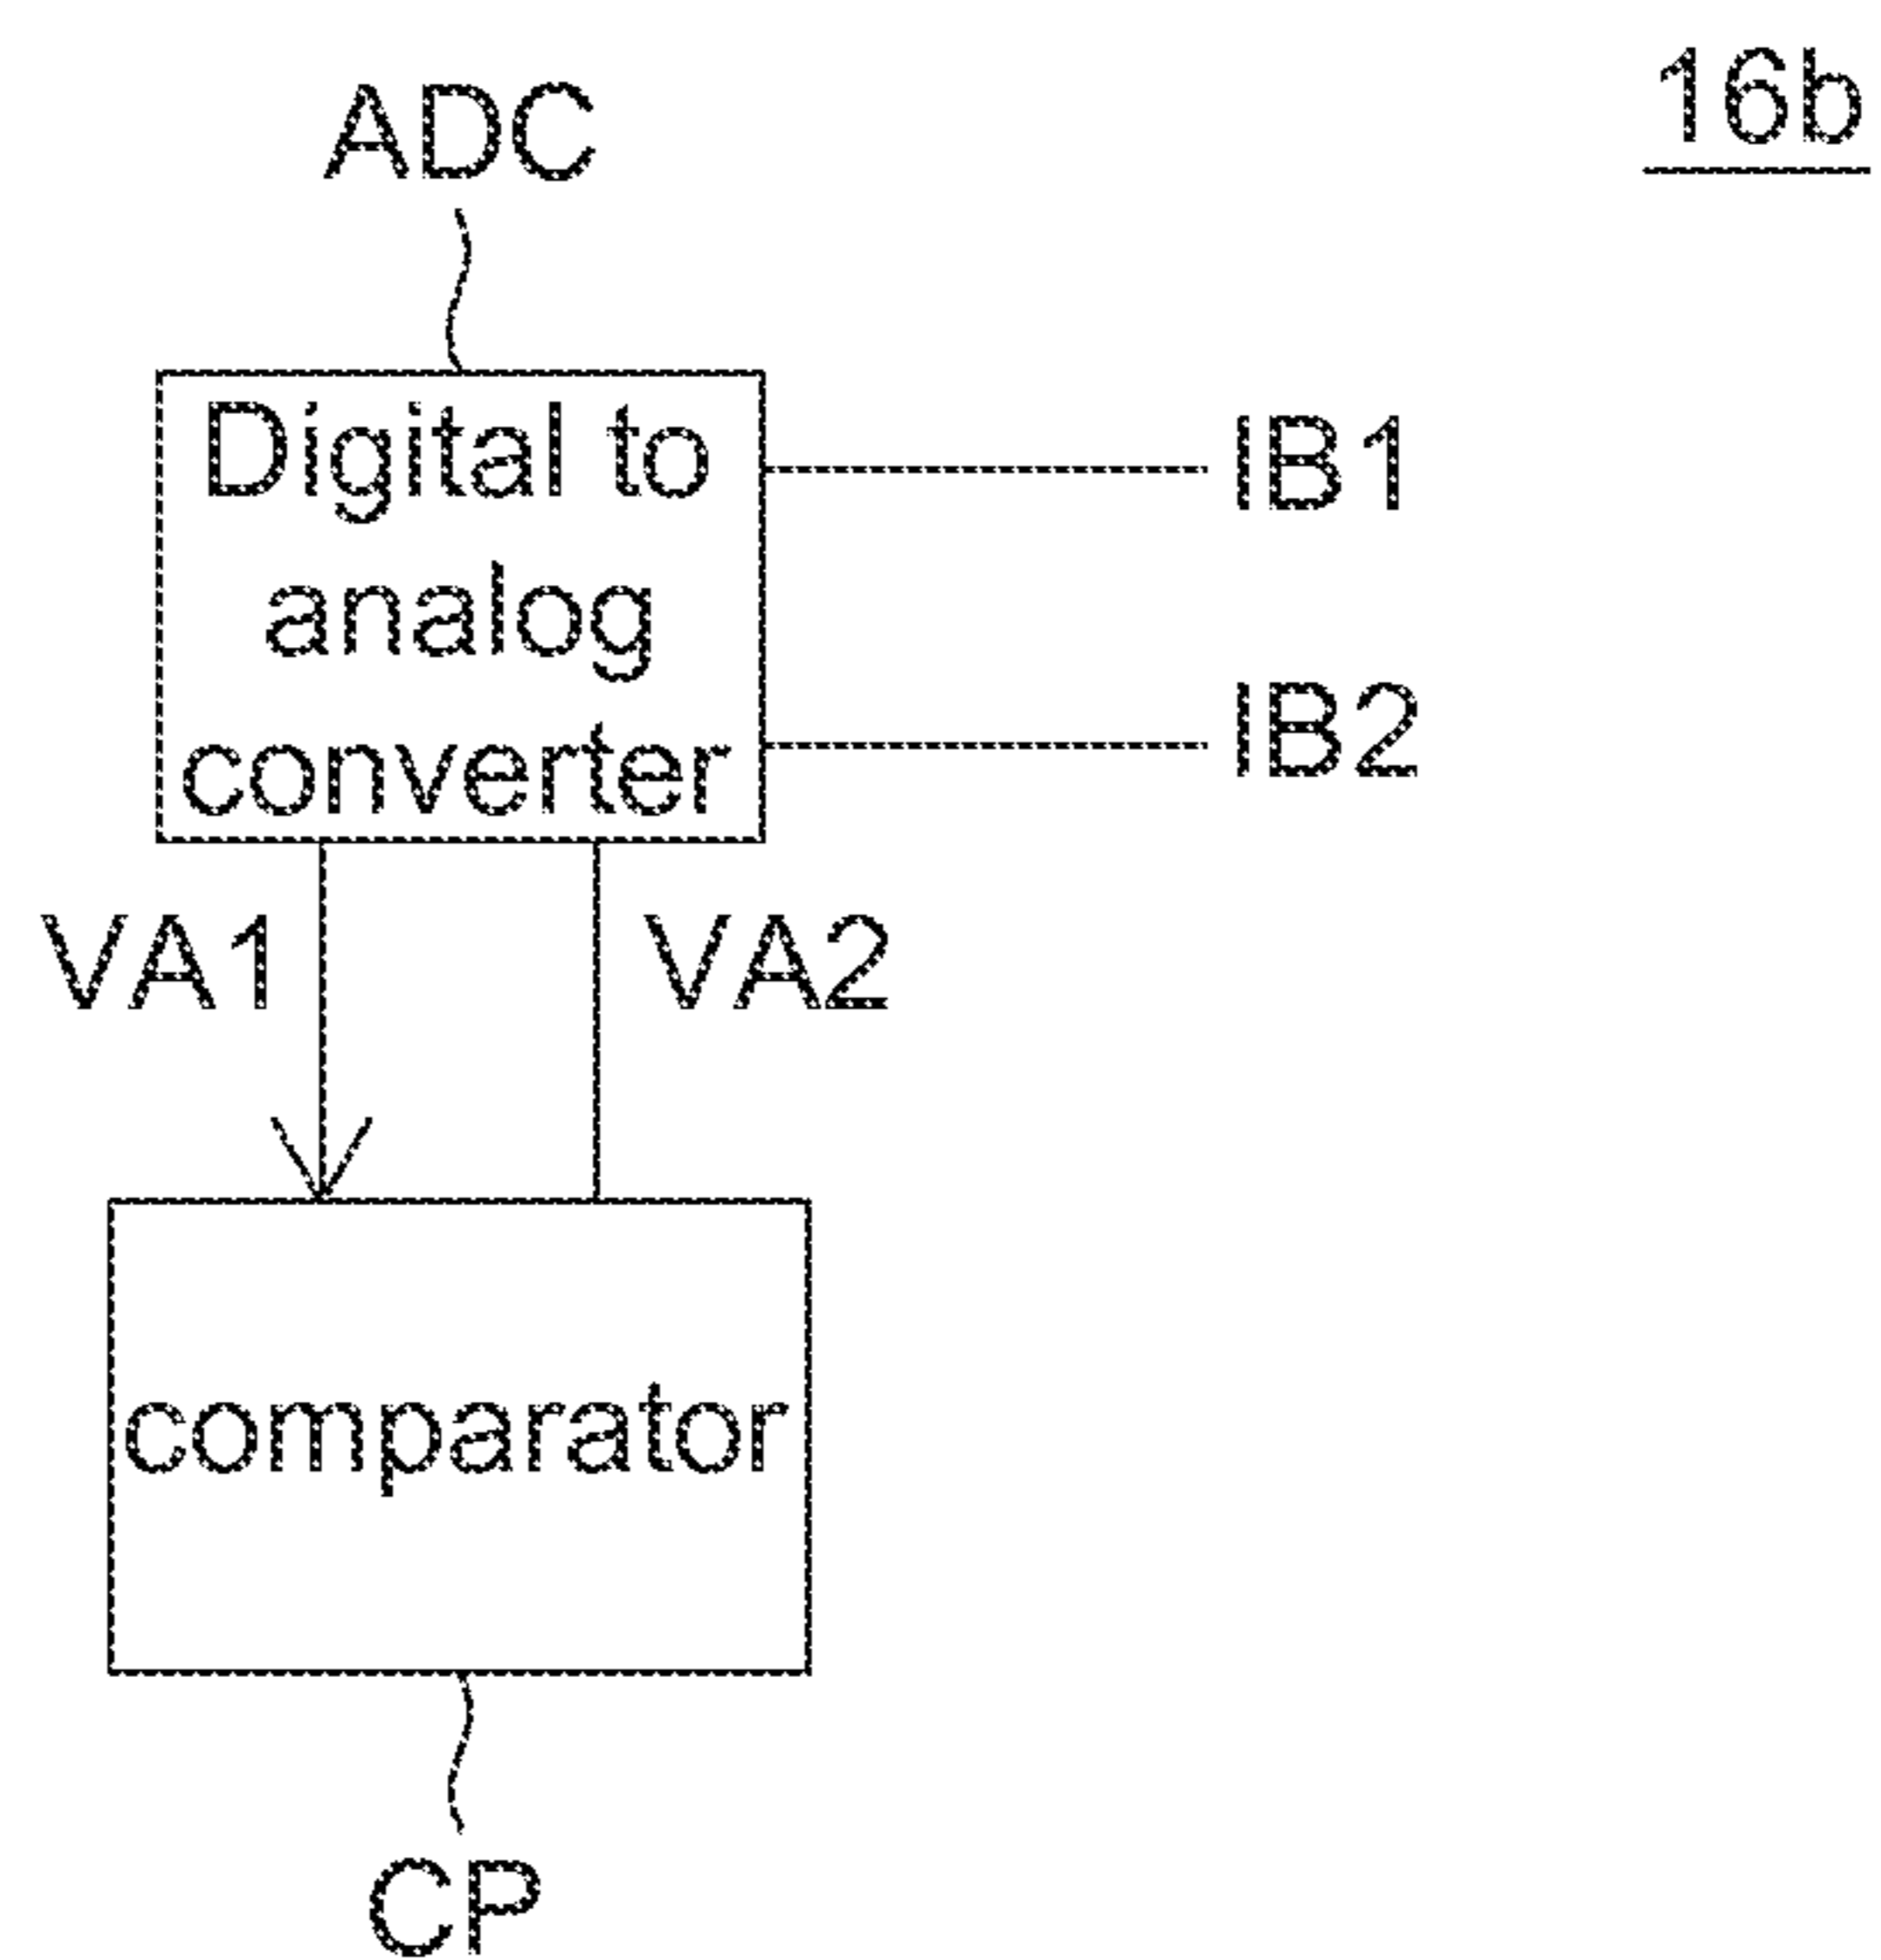 16b
ADC
Digital to
analog
converter
IB1
IB2
VA1
VA2
comparator
CP